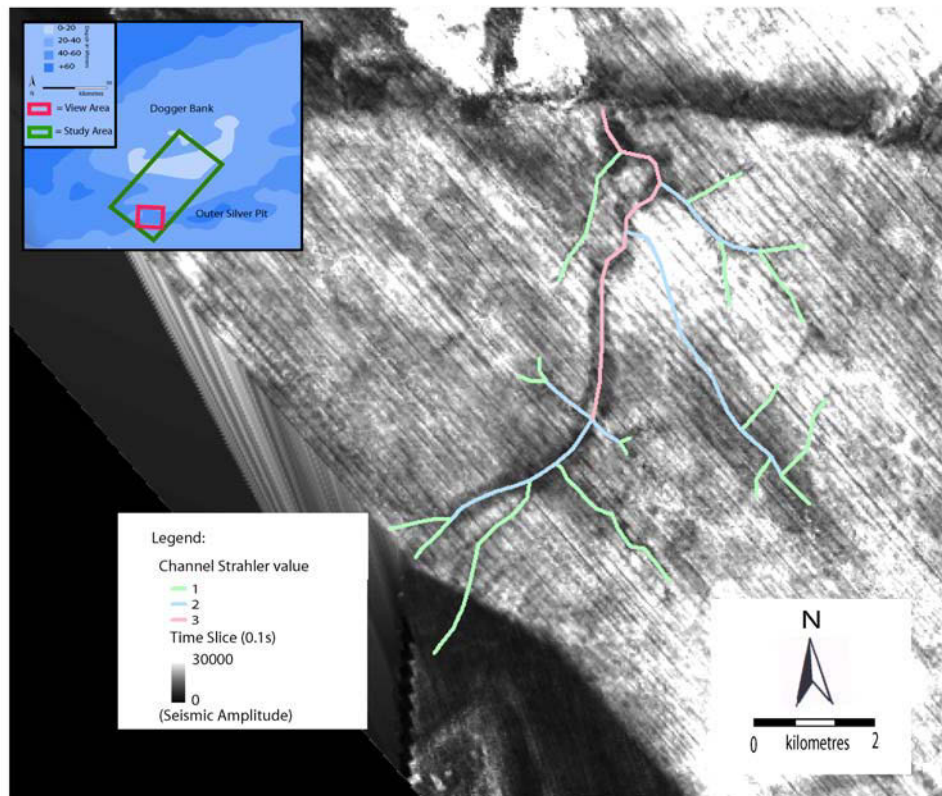 0-20
20-40
40-60
+60
N
Kilometres
= View Area
= Study Area
Dogger Bank
Outer Silver Pit
Legend:
Channel Strahler value
1
2
3
Time Slice (0.1s)
30000
0
(Seismic Amplitude)
N
0 kilometres 2